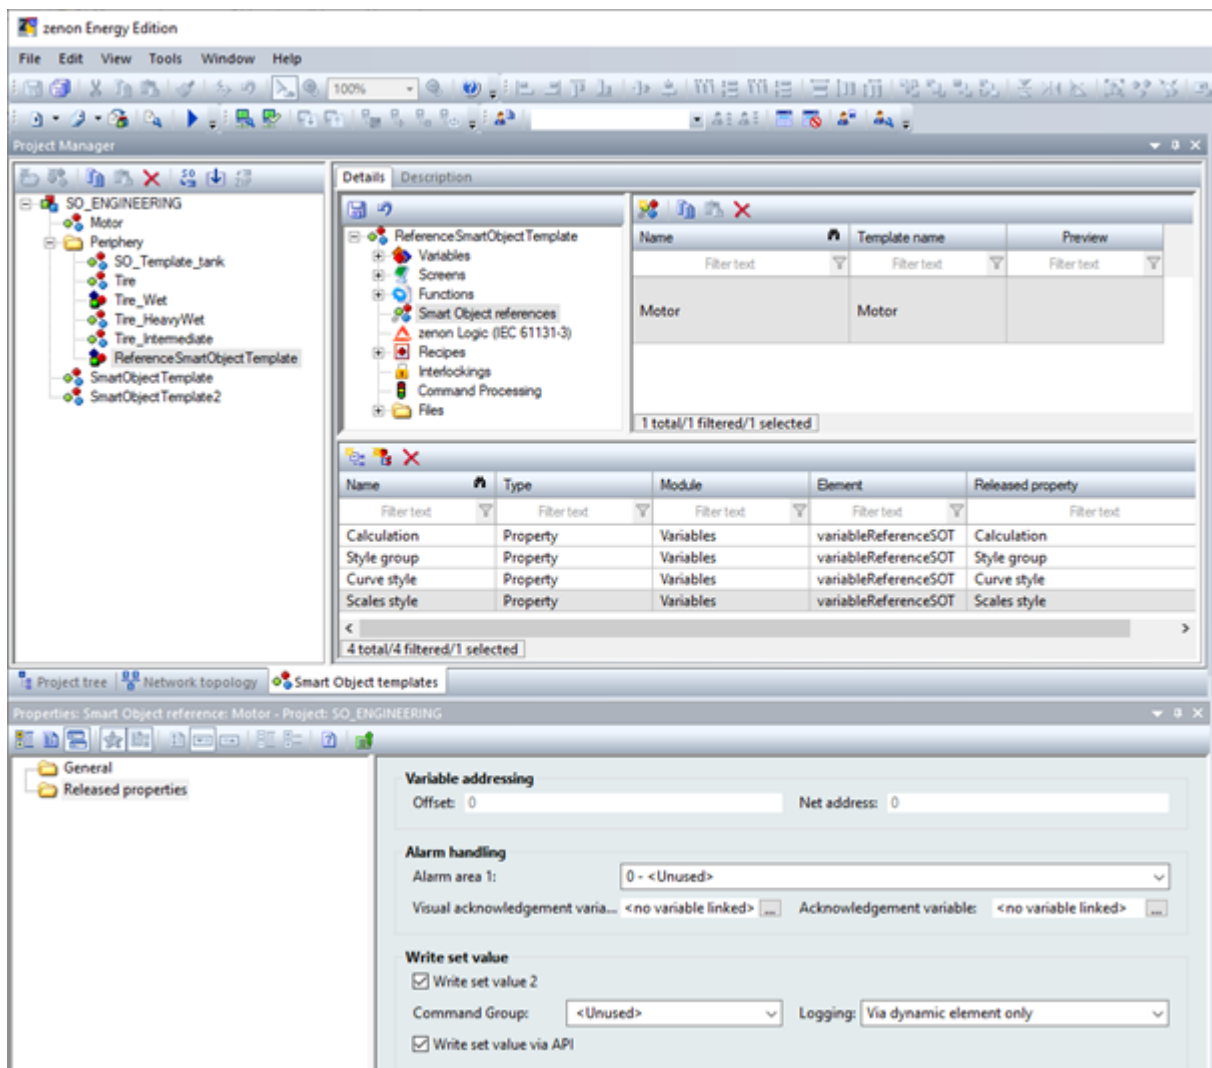 zenon Energy Edition
File Edit View Tools Window Help
100%
Project Manager
SO_ENGINEERING
Motor
Periphery
SO_Template_tank
Tire
Tire_Wet
Tire_HeavyWet
Tire_Intermediate
ReferenceSmartObjectTemplate
SmartObjectTemplate
SmartObjectTemplate2
Details Description
ReferenceSmartObjectTemplate
Variables
Screens
Functions
Smart Object references
zenon Logic (IEC 61131-3)
Recipes
Interlockings
Command Processing
Files
Name Template name Preview
Filter text Filter text Filter text
Motor Motor
1 total/1 filtered/1 selected
Name Type Module Element Released property
Filter text Filter text Filter text Filter text Filter text
Calculation Property Variables variableReferenceSOT Calculation
Style group Property Variables variableReferenceSOT Style group
Curve style Property Variables variableReferenceSOT Curve style
Scales style Property Variables variableReferenceSOT Scales style
4 total/4 filtered/1 selected
Project tree Network topology Smart Object templates
Properties: Smart Object reference: Motor - Project: SO_ENGINEERING
General
Released properties
Variable addressing
Offset: 0 Net address: 0
Alarm handling
Alarm area 1: 0 - <Unused>
Visual acknowledgement varia... <no variable linked> ... Acknowledgement variable: <no variable linked> ...
Write set value
Write set value 2
Command Group: <Unused> Logging: Via dynamic element only
Write set value via API